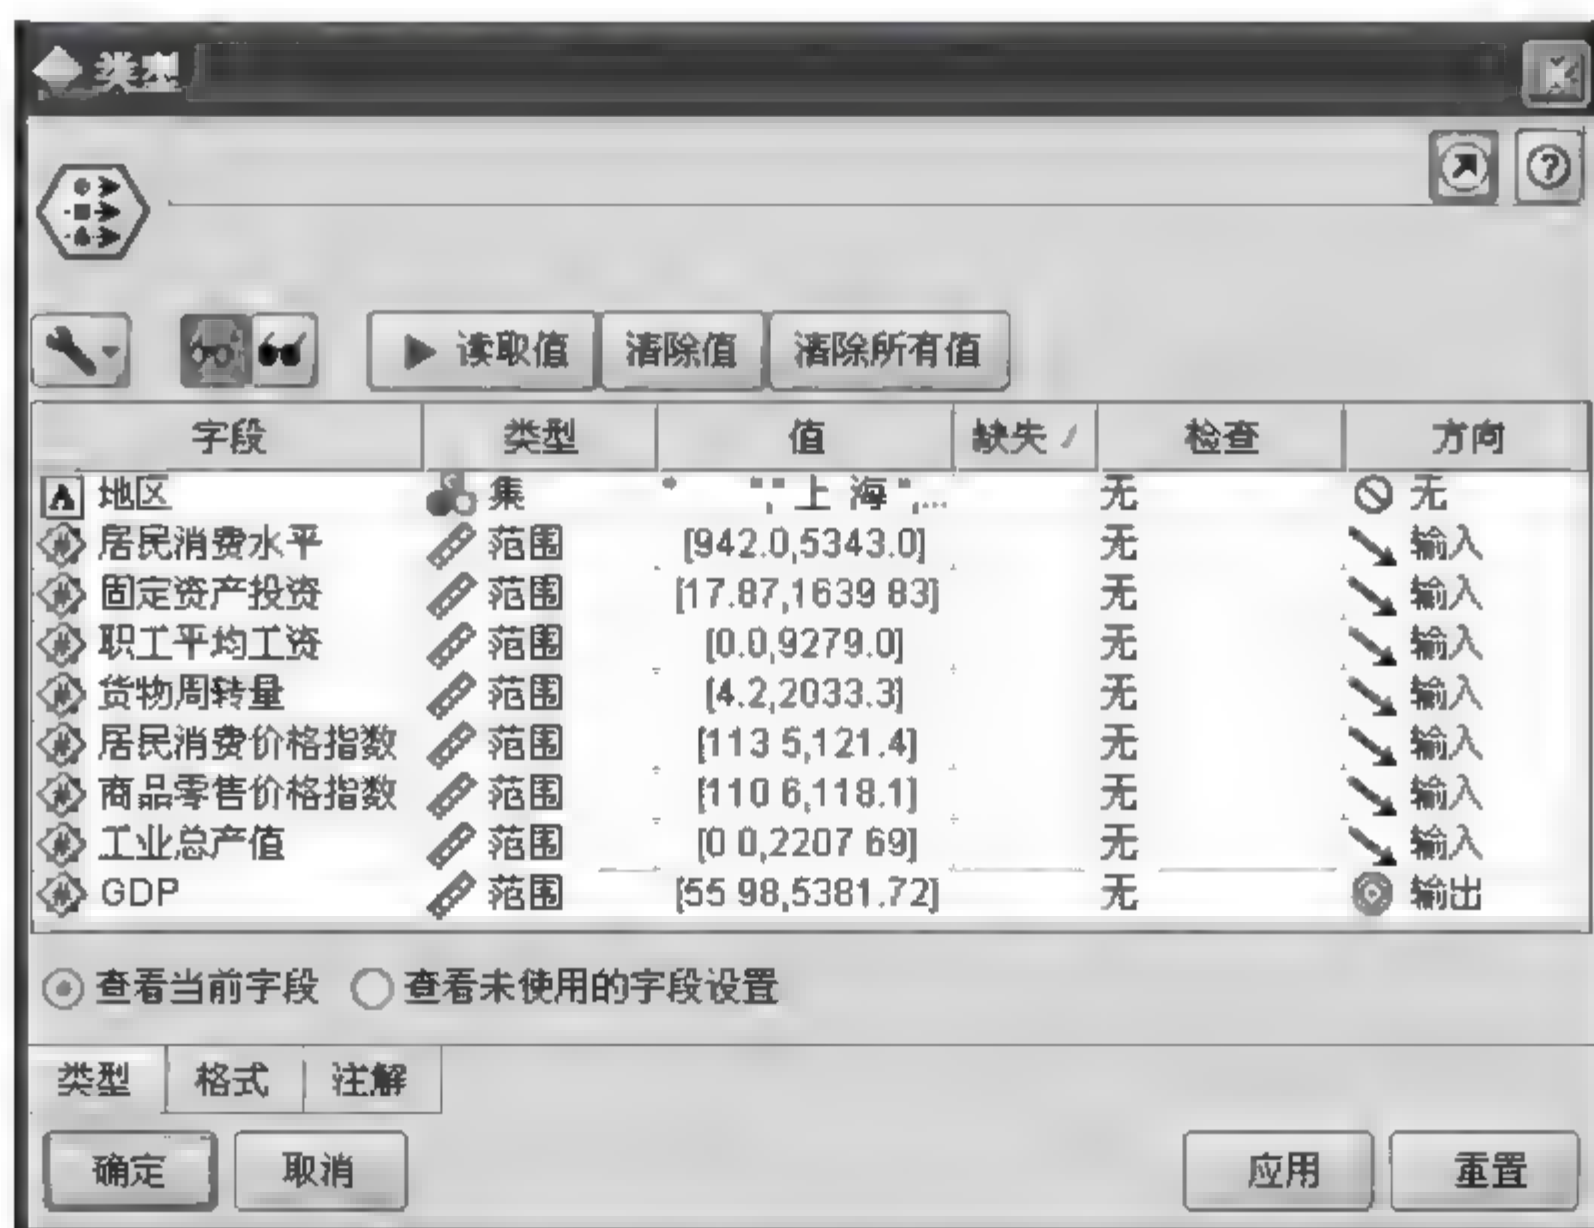 类型
读取值 清除值 清除所有值
字段 类型 值 缺失 检查 方向
A 地区 集 " "," 上 海 ",... 无 无
居民消费水平 范围 [942.0,5343.0] 无 输入
固定资产投资 范围 [17.87,1639 83] 无 输入
职工平均工资 范围 [0.0,9279.0] 无 输入
货物周转量 范围 [4.2,2033.3] 无 输入
居民消费价格指数 范围 [113 5,121.4] 无 输入
商品零售价格指数 范围 [110 6,118.1] 无 输入
工业总产值 范围 [0 0,2207 69] 无 输入
GDP 范围 [55 98,5381.72] 无 输出
查看当前字段 查看未使用的字段设置
类型 格式 注解
确定 取消 应用 重置